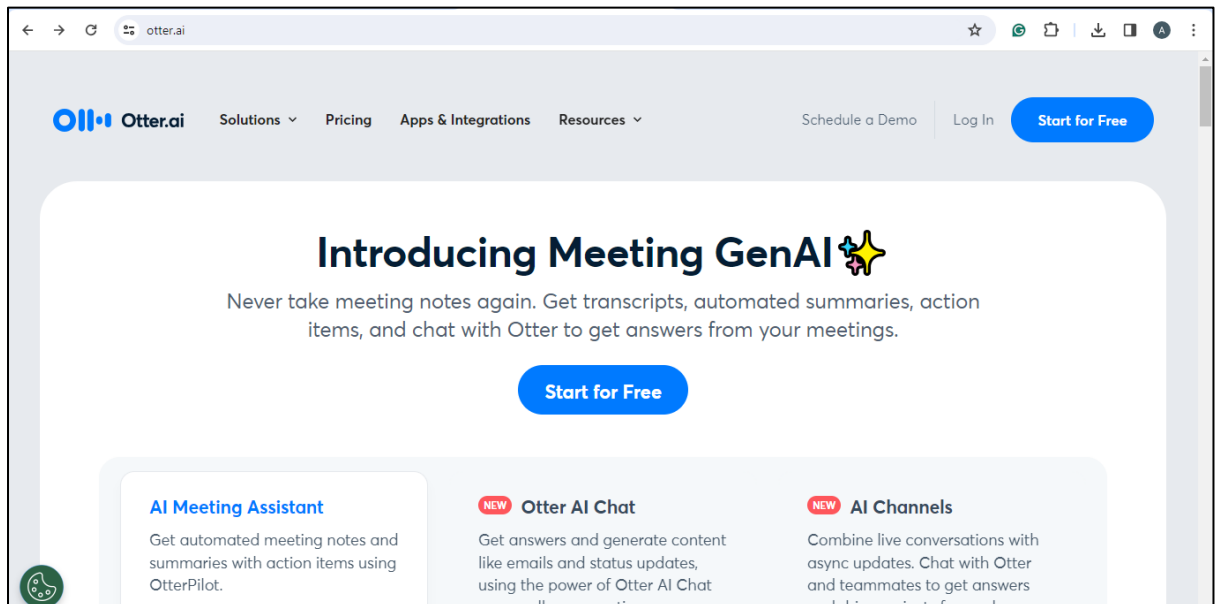 otter.ai
A
Otter.ai Solutions Pricing Apps & Integrations Resources Schedule a Demo Log In Start for Free
Introducing Meeting GenAI
Never take meeting notes again. Get transcripts, automated summaries, action
items, and chat with Otter to get answers from your meetings.
Start for Free
AI Meeting Assistant
Get automated meeting notes and
summaries with action items using
OtterPilot.
NEW Otter AI Chat
Get answers and generate content
like emails and status updates,
using the power of Otter AI Chat
NEW AI Channels
Combine live conversations with
async updates. Chat with Otter
and teammates to get answers